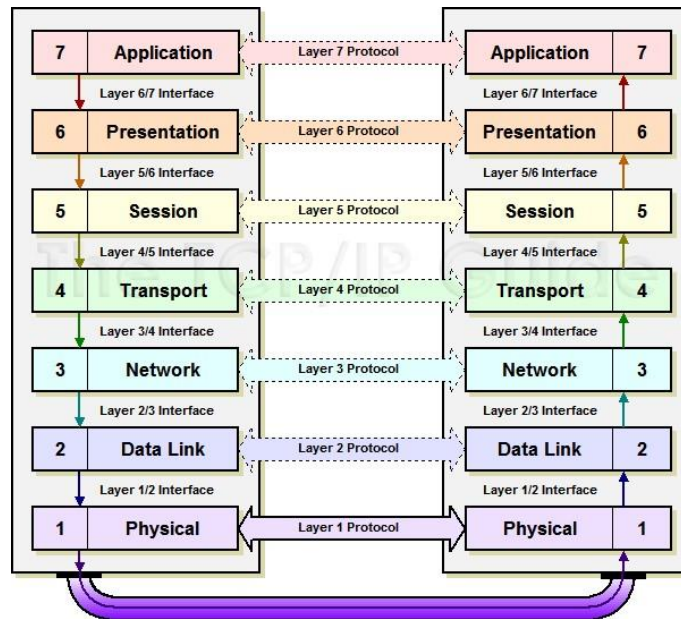 7 Application Layer 7 Protocol Application 7
Layer 6/7 Interface Layer 6/7 Interface
6 Presentation Layer 6 Protocol Presentation 6
Layer 5/6 Interface Layer 5/6 Interface
5 Session Layer 5 Protocol Session 5
Layer 4/5 Interface Layer 4/5 Interface
The TCP/IP Guide
4 Transport Layer 4 Protocol Transport 4
Layer 3/4 Interface Layer 3/4 Interface
3 Network Layer 3 Protocol Network 3
Layer 2/3 Interface Layer 2/3 Interface
2 Data Link Layer 2 Protocol Data Link 2
Layer 1/2 Interface Layer 1/2 Interface
1 Physical Layer 1 Protocol Physical 1